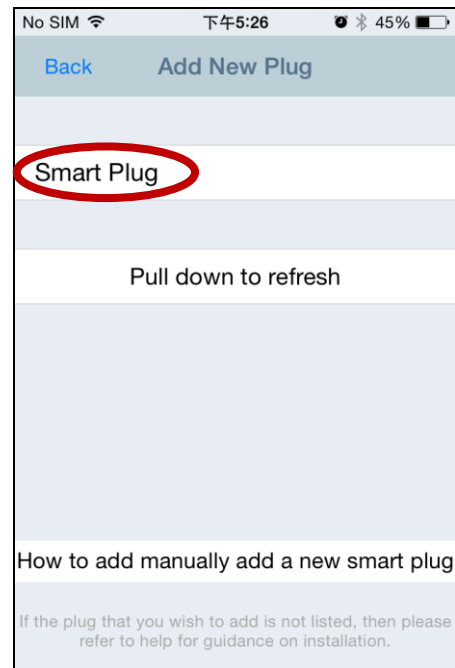 No SIM 下午5:26 45%
Back Add New Plug
Smart Plug
Pull down to refresh
How to add manually add a new smart plug
If the plug that you wish to add is not listed, then please
refer to help for guidance on installation.